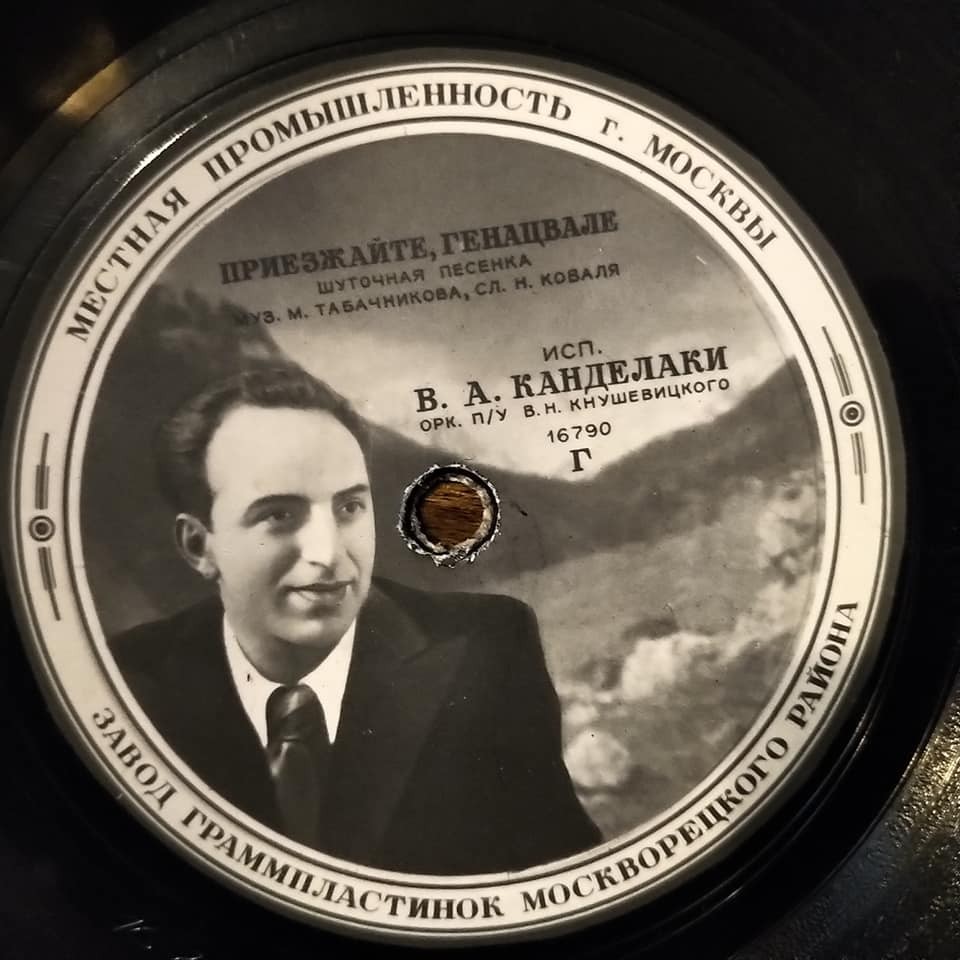 МЕСТНАЯ ПРОМЫШЛЕННОСТЬ г. МОСКВЫ
ПРИЕЗЖАЙТЕ, ГЕНАЦВАЛЕ
ШУТОЧНАЯ ПЕСЕНКА
МУЗ. М. ТАБАЧНИКОВА, СЛ. Н. КОВАЛЯ
ИСП.
В. А. КАНДЕЛАКИ
ОРК. П/У В. Н. КНУШЕВИЦКОГО
16790
Г
ЗАВОД ГРАММПЛАСТИНОК МОСКВОРЕЦКОГО РАЙОНА